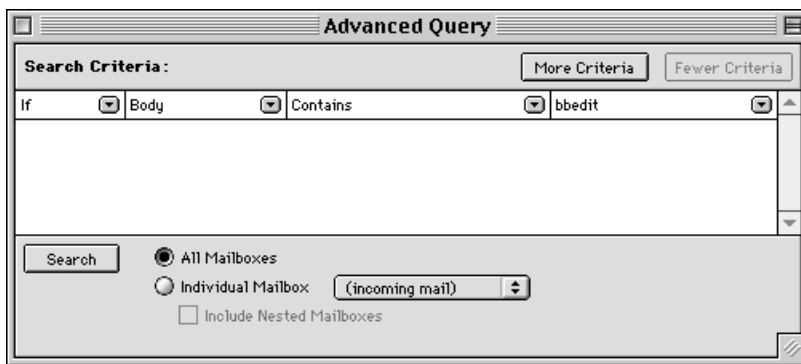 Advanced Query
Search Criteria: More Criteria Fewer Criteria
If Body Contains bbedit
Search All Mailboxes
Individual Mailbox (incoming mail)
Include Nested Mailboxes